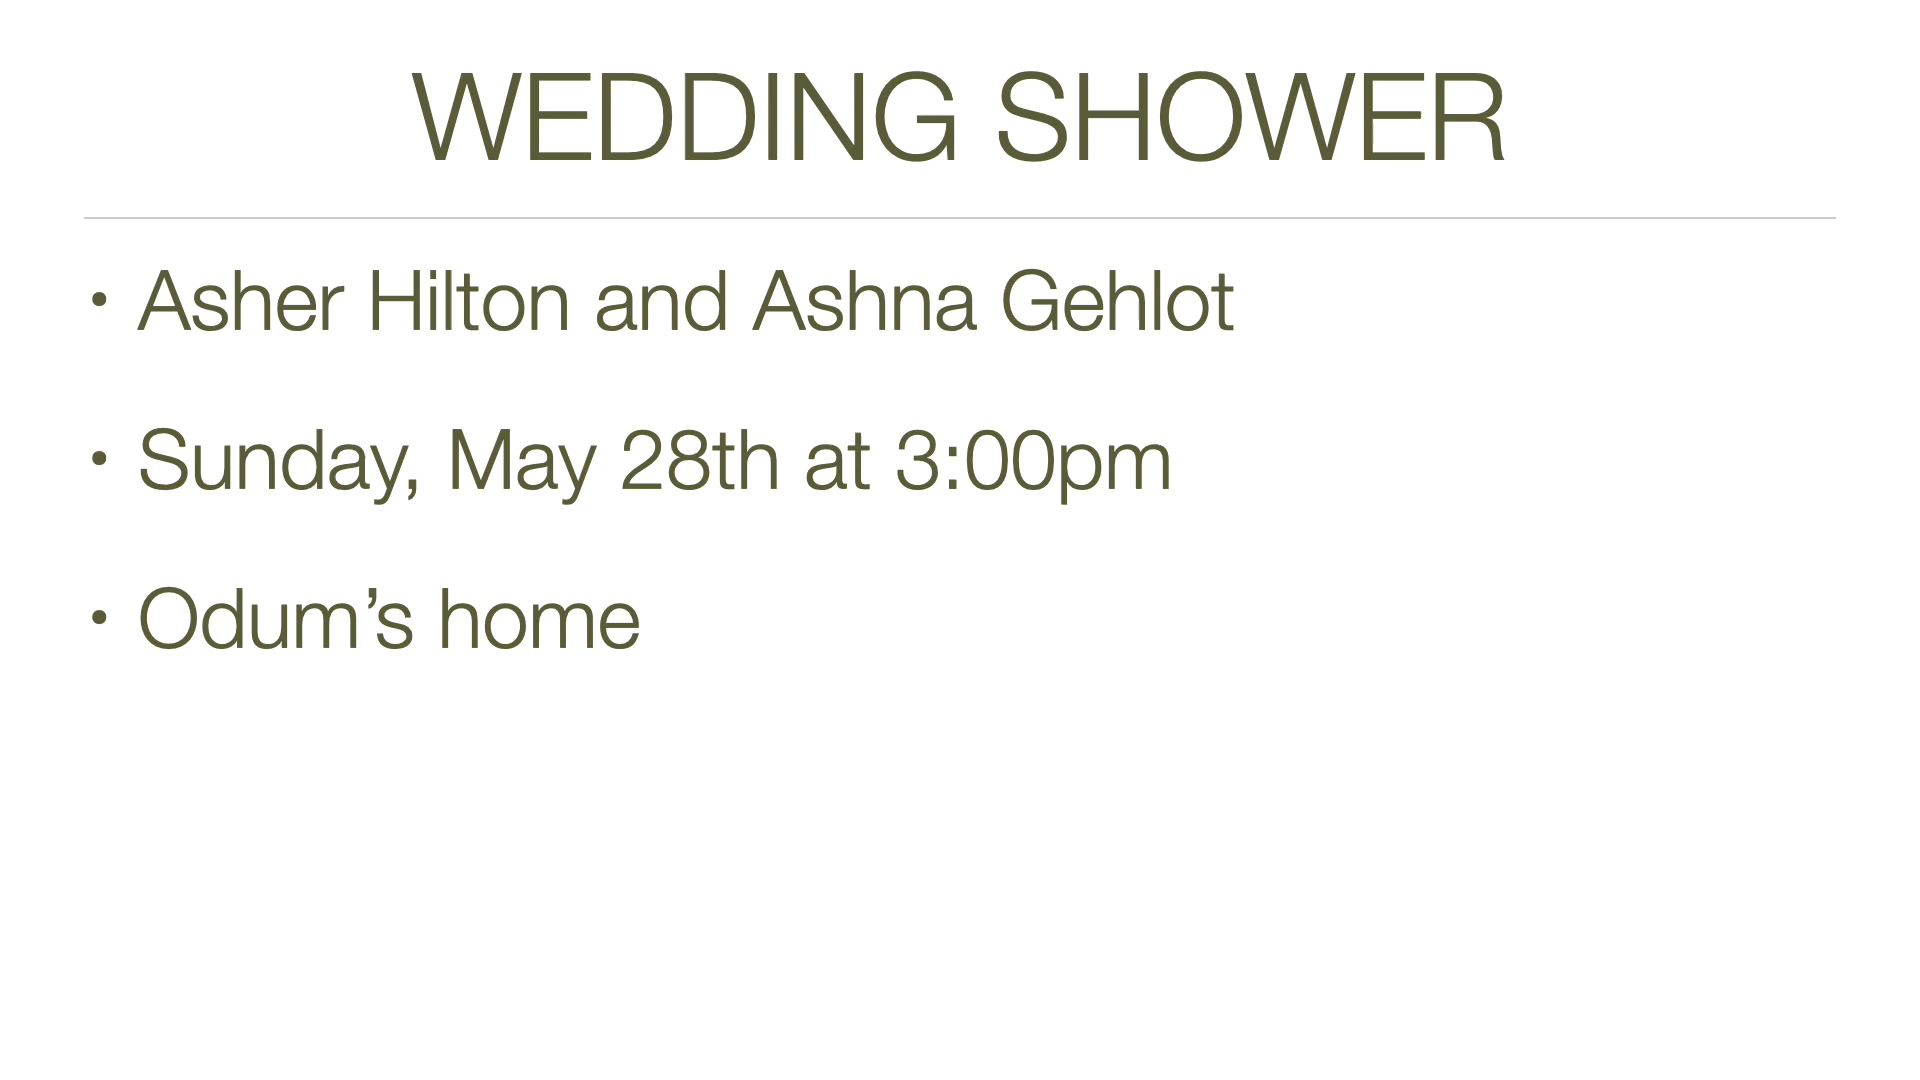 WEDDING SHOWER
• Asher Hilton and Ashna Gehlot
• Sunday, May 28th at 3:00pm
• Odum’s home